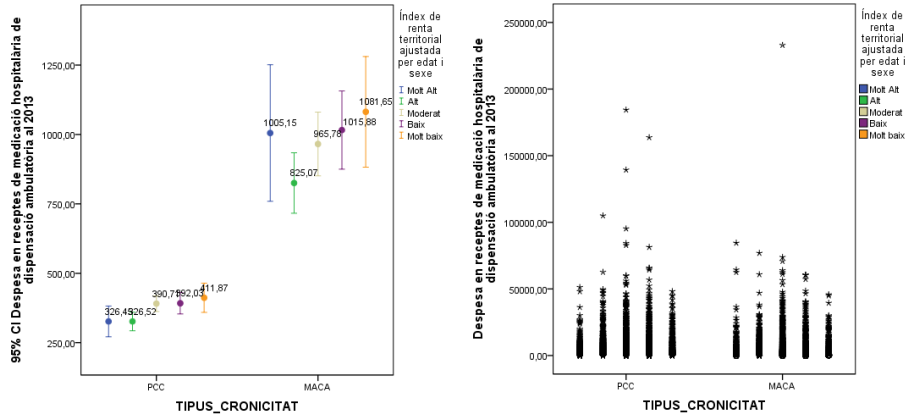 95% CI Despesa en receptes de medicació hospitalària de
dispensació ambulatòria al 2013
1250,00
1000,00
750,00
500,00
250,00
326,49
326,52
390,71
392,03
411,87
1005,15
825,07
965,78
1015,88
1081,65
PCC
MACA
TIPUS_CRONICITAT
Índex de
renta
territorial
ajustada
per edat i
sexe
Molt Alt
Alt
Moderat
Baix
Molt baix
Despesa en receptes de medicació hospitalària de
dispensació ambulatòria al 2013
250000,00
200000,00
150000,00
100000,00
50000,00
0,00
PCC
MACA
TIPUS_CRONICITAT
Índex de
renta
territorial
ajustada
per edat i
sexe
Molt Alt
Alt
Moderat
Baix
Molt baix